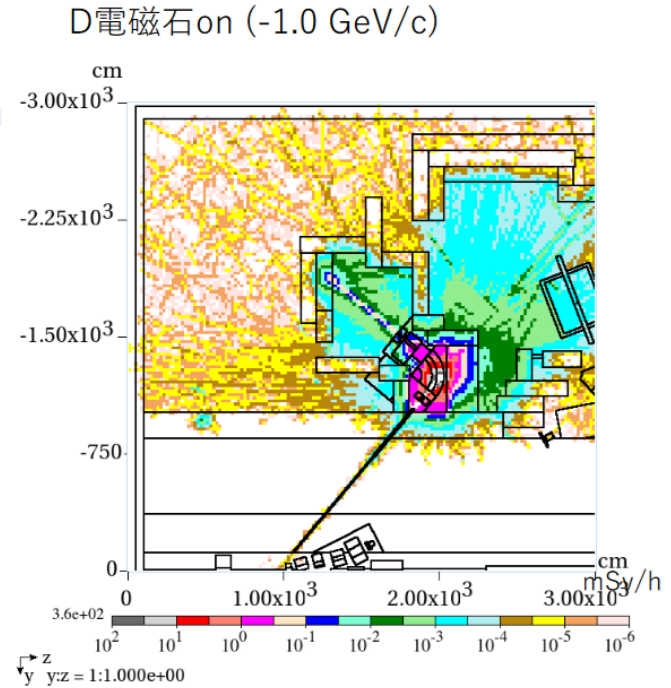 D電磁石on (-1.0 GeV/c)
cm
-3.00x10³
-2.25x10³
-1.50x10³
-750
0
0 1.00x10³ 2.00x10³ 3.00x10³
cm
mSv/h
3.6e+02
10² 10¹ 10⁰ 10⁻¹ 10⁻² 10⁻³ 10⁻⁴ 10⁻⁵ 10⁻⁶
z
y y:z = 1:1.000e+00